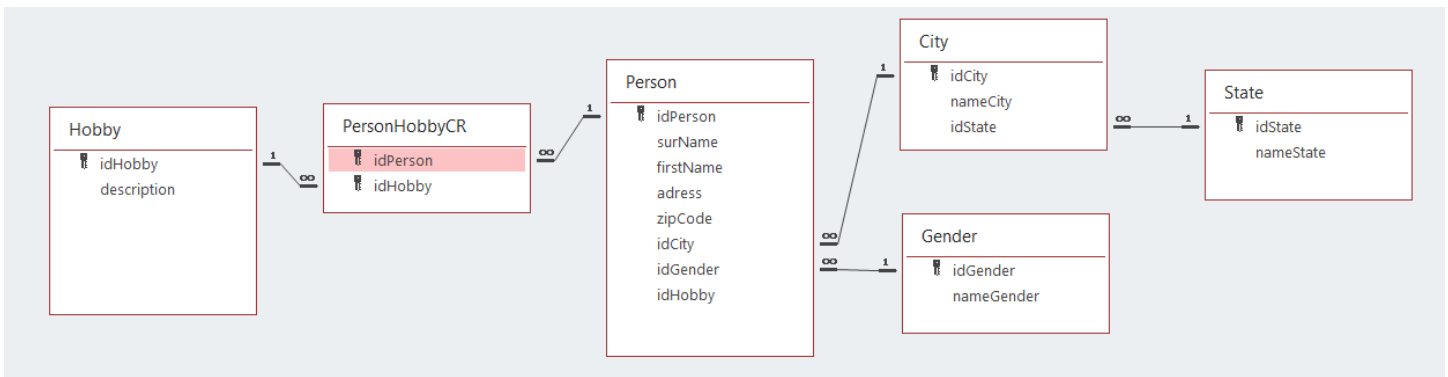 Hobby
idHobby
description
1
∞
PersonHobbyCR
idPerson
idHobby
∞
1
Person
idPerson
surName
firstName
adress
zipCode
idCity
idGender
idHobby
∞
1
∞
1
City
idCity
nameCity
idState
∞
1
State
idState
nameState
Gender
idGender
nameGender